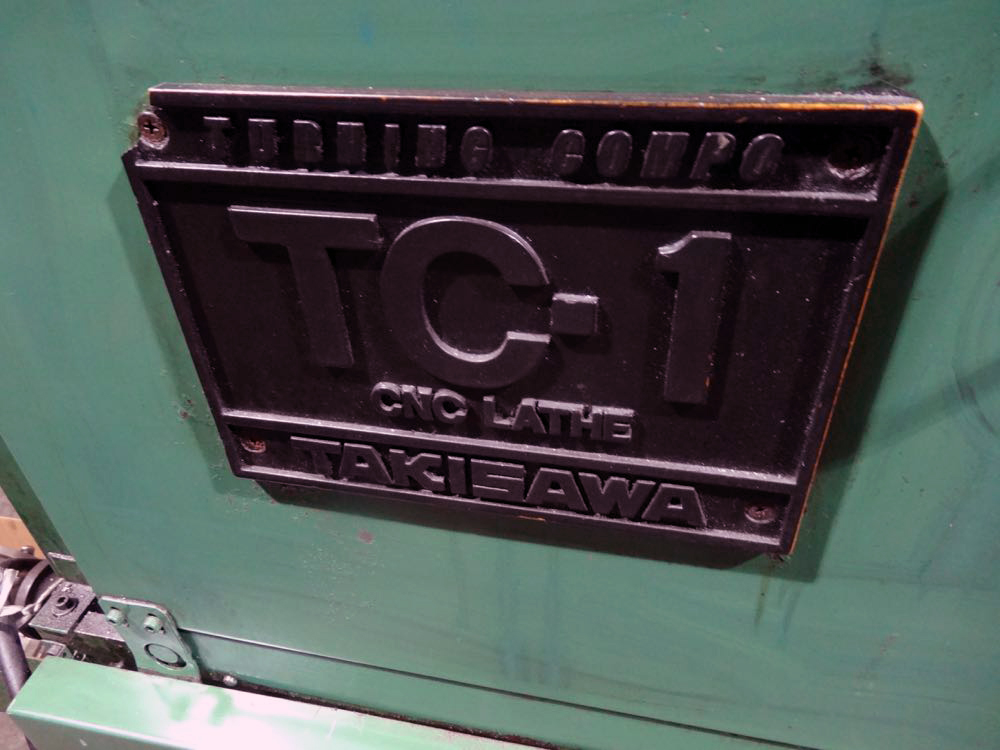 TURNING COMPO
TC-1
CNC LATHE
TAKISAWA